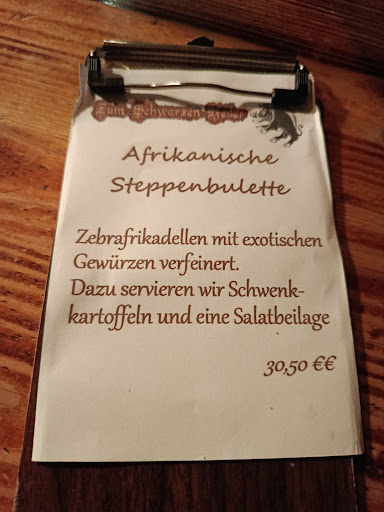 Zum Schwarzen Keiler
Afrikanische
Steppenbulette
Zebrafrikadellen mit exotischen
Gewürzen verfeinert.
Dazu servieren wir Schwenk-
kartoffeln und eine Salatbeilage
30,50 €€